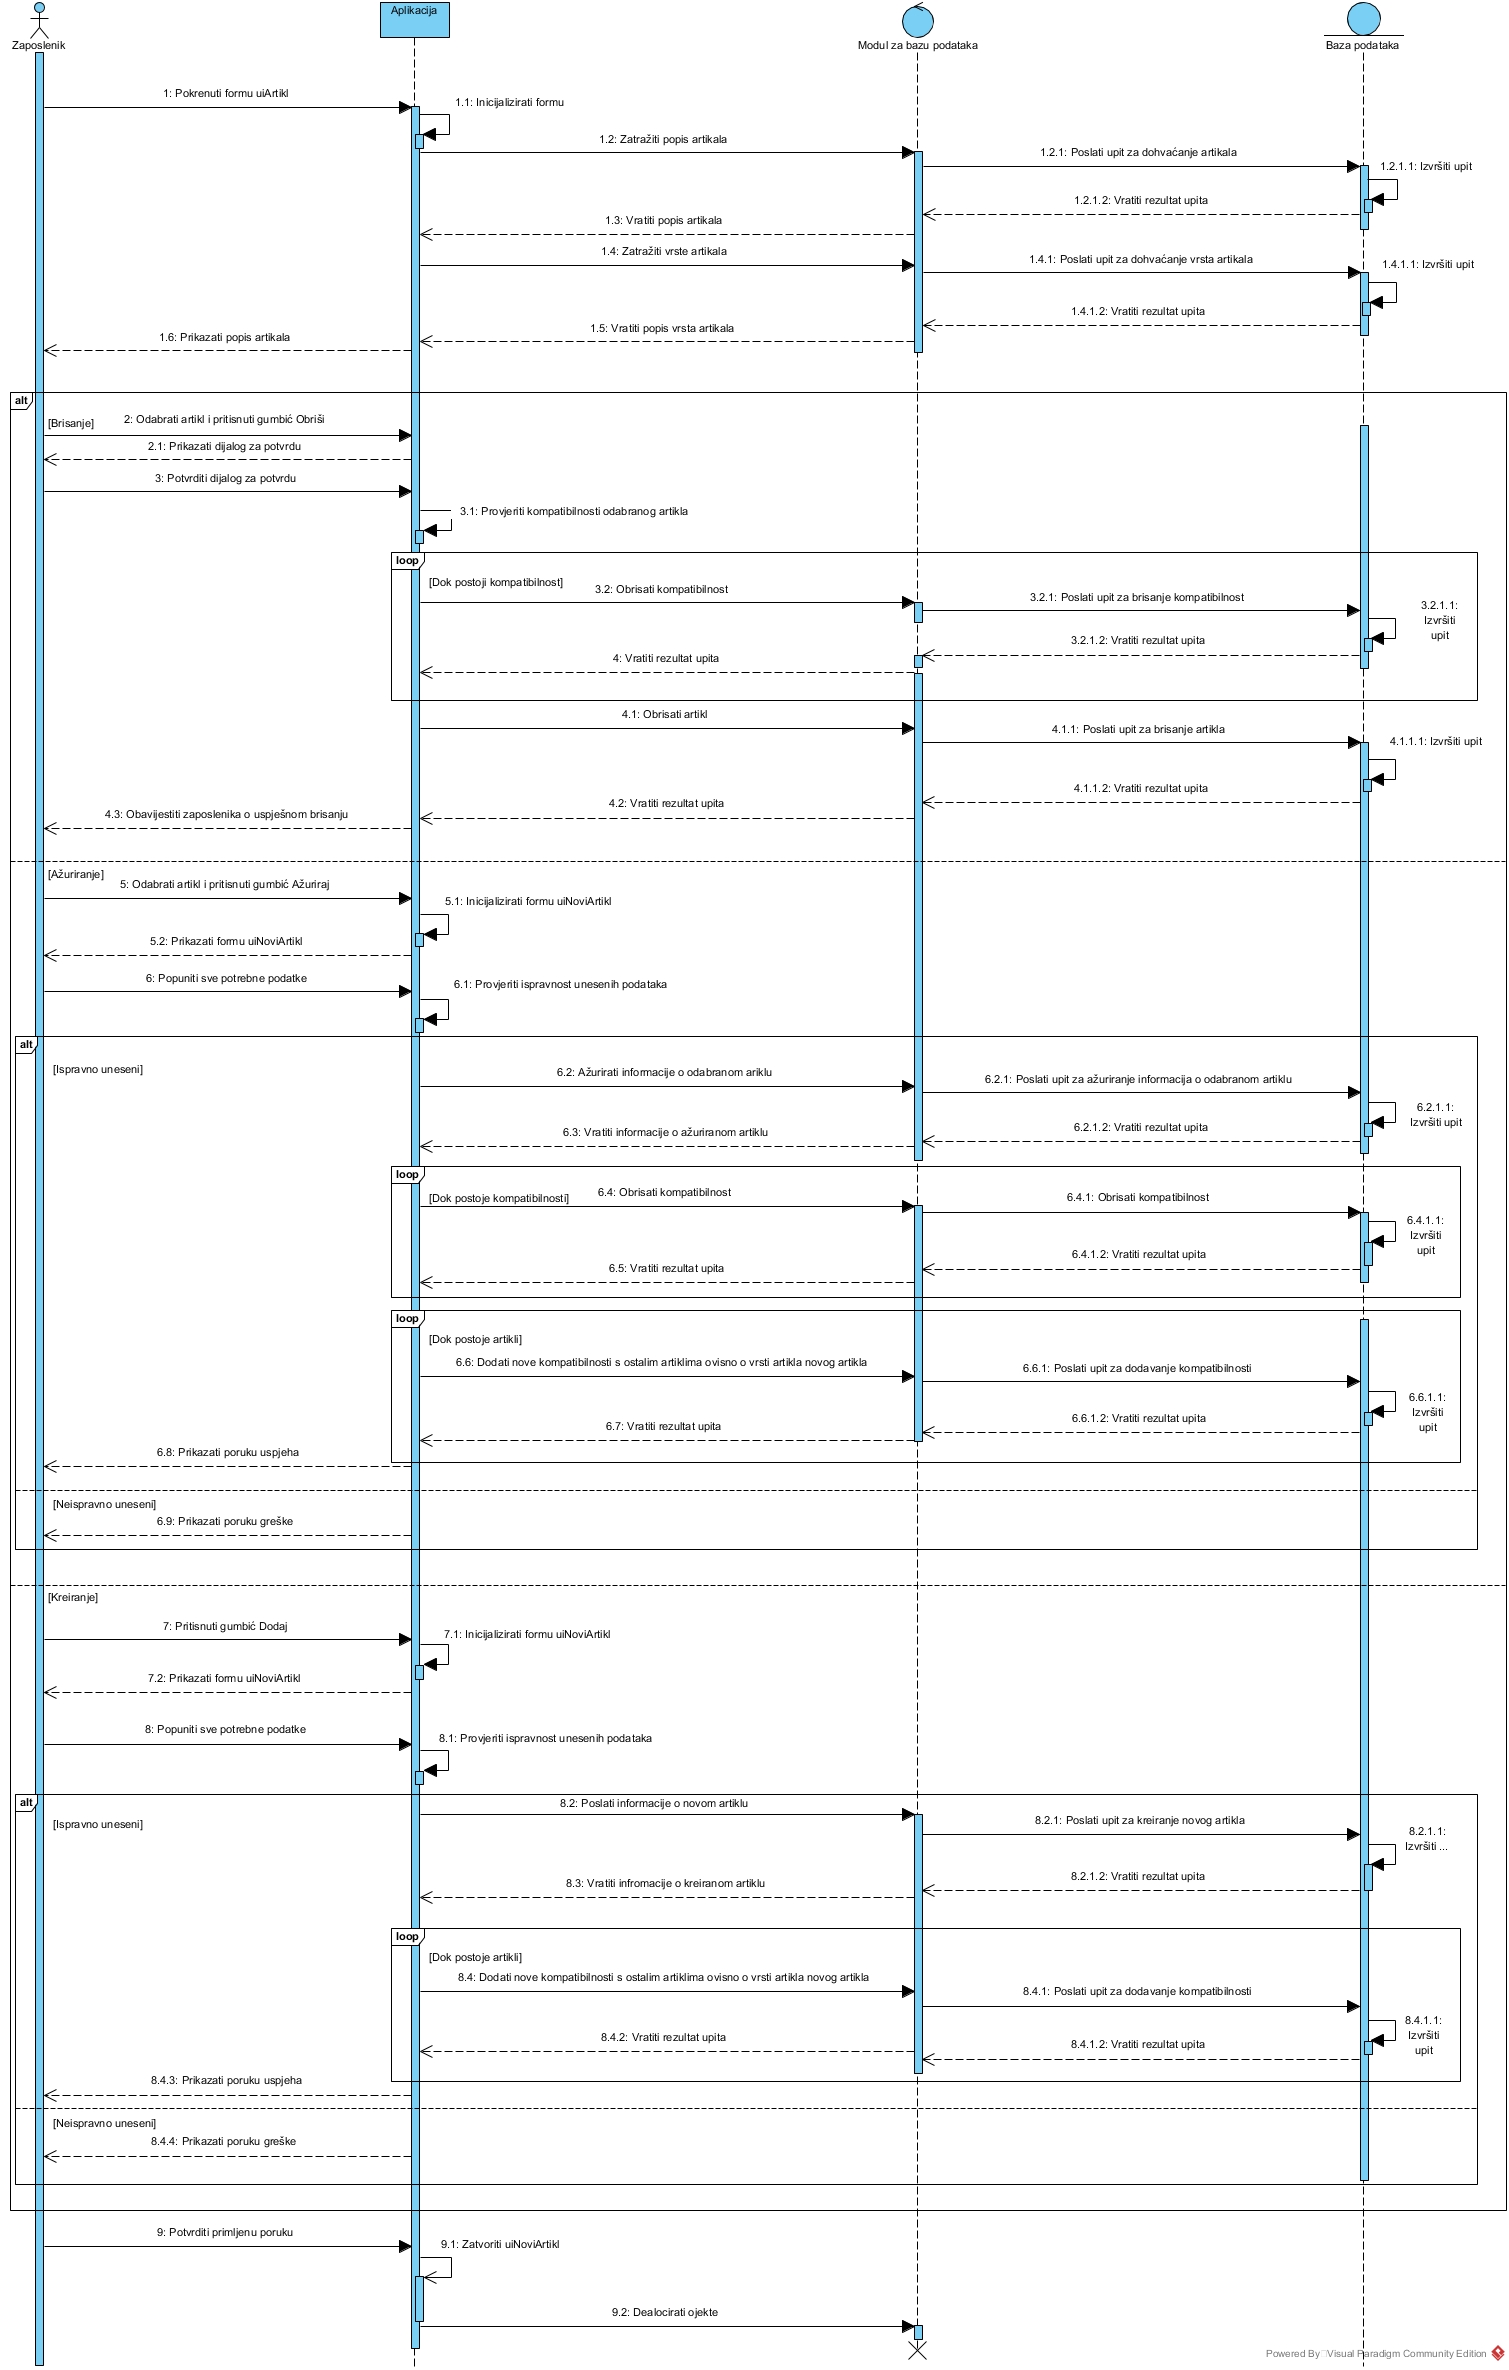 Aplikacija
Zaposlenik
Modul za bazu podataka
Baza podataka
1: Pokrenuti formu uiArtikl
1.1: Inicijalizirati formu
1.2: Zatražiti popis artikala
1.2.1: Poslati upit za dohvaćanje artikala
1.2.1.1: Izvršiti upit
1.2.1.2: Vratiti rezultat upita
1.3: Vratiti popis artikala
1.4: Zatražiti vrste artikala
1.4.1: Poslati upit za dohvaćanje vrsta artikala
1.4.1.1: Izvršiti upit
1.4.1.2: Vratiti rezultat upita
1.5: Vratiti popis vrsta artikala
1.6: Prikazati popis artikala
alt
[Brisanje]
2: Odabrati artikl i pritisnuti gumbić Obriši
2.1: Prikazati dijalog za potvrdu
3: Potvrditi dijalog za potvrdu
3.1: Provjeriti kompatibilnosti odabranog artikla
loop
[Dok postoji kompatibilnost]
3.2: Obrisati kompatibilnost
3.2.1: Poslati upit za brisanje kompatibilnost
3.2.1.1:
Izvršiti
upit
3.2.1.2: Vratiti rezultat upita
4: Vratiti rezultat upita
4.1: Obrisati artikl
4.1.1: Poslati upit za brisanje artikla
4.1.1.1: Izvršiti upit
4.1.1.2: Vratiti rezultat upita
4.2: Vratiti rezultat upita
4.3: Obavijestiti zaposlenika o uspješnom brisanju
[Ažuriranje]
5: Odabrati artikl i pritisnuti gumbić Ažuriraj
5.1: Inicijalizirati formu uiNoviArtikl
5.2: Prikazati formu uiNoviArtikl
6: Popuniti sve potrebne podatke
6.1: Provjeriti ispravnost unesenih podataka
alt
[Ispravno uneseni]
6.2: Ažurirati informacije o odabranom ariklu
6.2.1: Poslati upit za ažuriranje informacija o odabranom artiklu
6.2.1.1:
Izvršiti upit
6.2.1.2: Vratiti rezultat upita
6.3: Vratiti informacije o ažuriranom artiklu
loop
[Dok postoje kompatibilnosti]
6.4: Obrisati kompatibilnost
6.4.1: Obrisati kompatibilnost
6.4.1.1:
Izvršiti
upit
6.4.1.2: Vratiti rezultat upita
6.5: Vratiti rezultat upita
loop
[Dok postoje artikli]
6.6: Dodati nove kompatibilnosti s ostalim artiklima ovisno o vrsti artikla novog artikla
6.6.1: Poslati upit za dodavanje kompatibilnosti
6.6.1.1:
Izvršiti
upit
6.6.1.2: Vratiti rezultat upita
6.7: Vratiti rezultat upita
6.8: Prikazati poruku uspjeha
[Neispravno uneseni]
6.9: Prikazati poruku greške
[Kreiranje]
7: Pritisnuti gumbić Dodaj
7.1: Inicijalizirati formu uiNoviArtikl
7.2: Prikazati formu uiNoviArtikl
8: Popuniti sve potrebne podatke
8.1: Provjeriti ispravnost unesenih podataka
alt
[Ispravno uneseni]
8.2: Poslati informacije o novom artiklu
8.2.1: Poslati upit za kreiranje novog artikla
8.2.1.1:
Izvršiti ...
8.2.1.2: Vratiti rezultat upita
8.3: Vratiti infromacije o kreiranom artiklu
loop
[Dok postoje artikli]
8.4: Dodati nove kompatibilnosti s ostalim artiklima ovisno o vrsti artikla novog artikla
8.4.1: Poslati upit za dodavanje kompatibilnosti
8.4.1.1:
Izvršiti
upit
8.4.2: Vratiti rezultat upita
8.4.1.2: Vratiti rezultat upita
8.4.3: Prikazati poruku uspjeha
[Neispravno uneseni]
8.4.4: Prikazati poruku greške
9: Potvrditi primljenu poruku
9.1: Zatvoriti uiNoviArtikl
9.2: Dealocirati ojekte
Powered By Visual Paradigm Community Edition